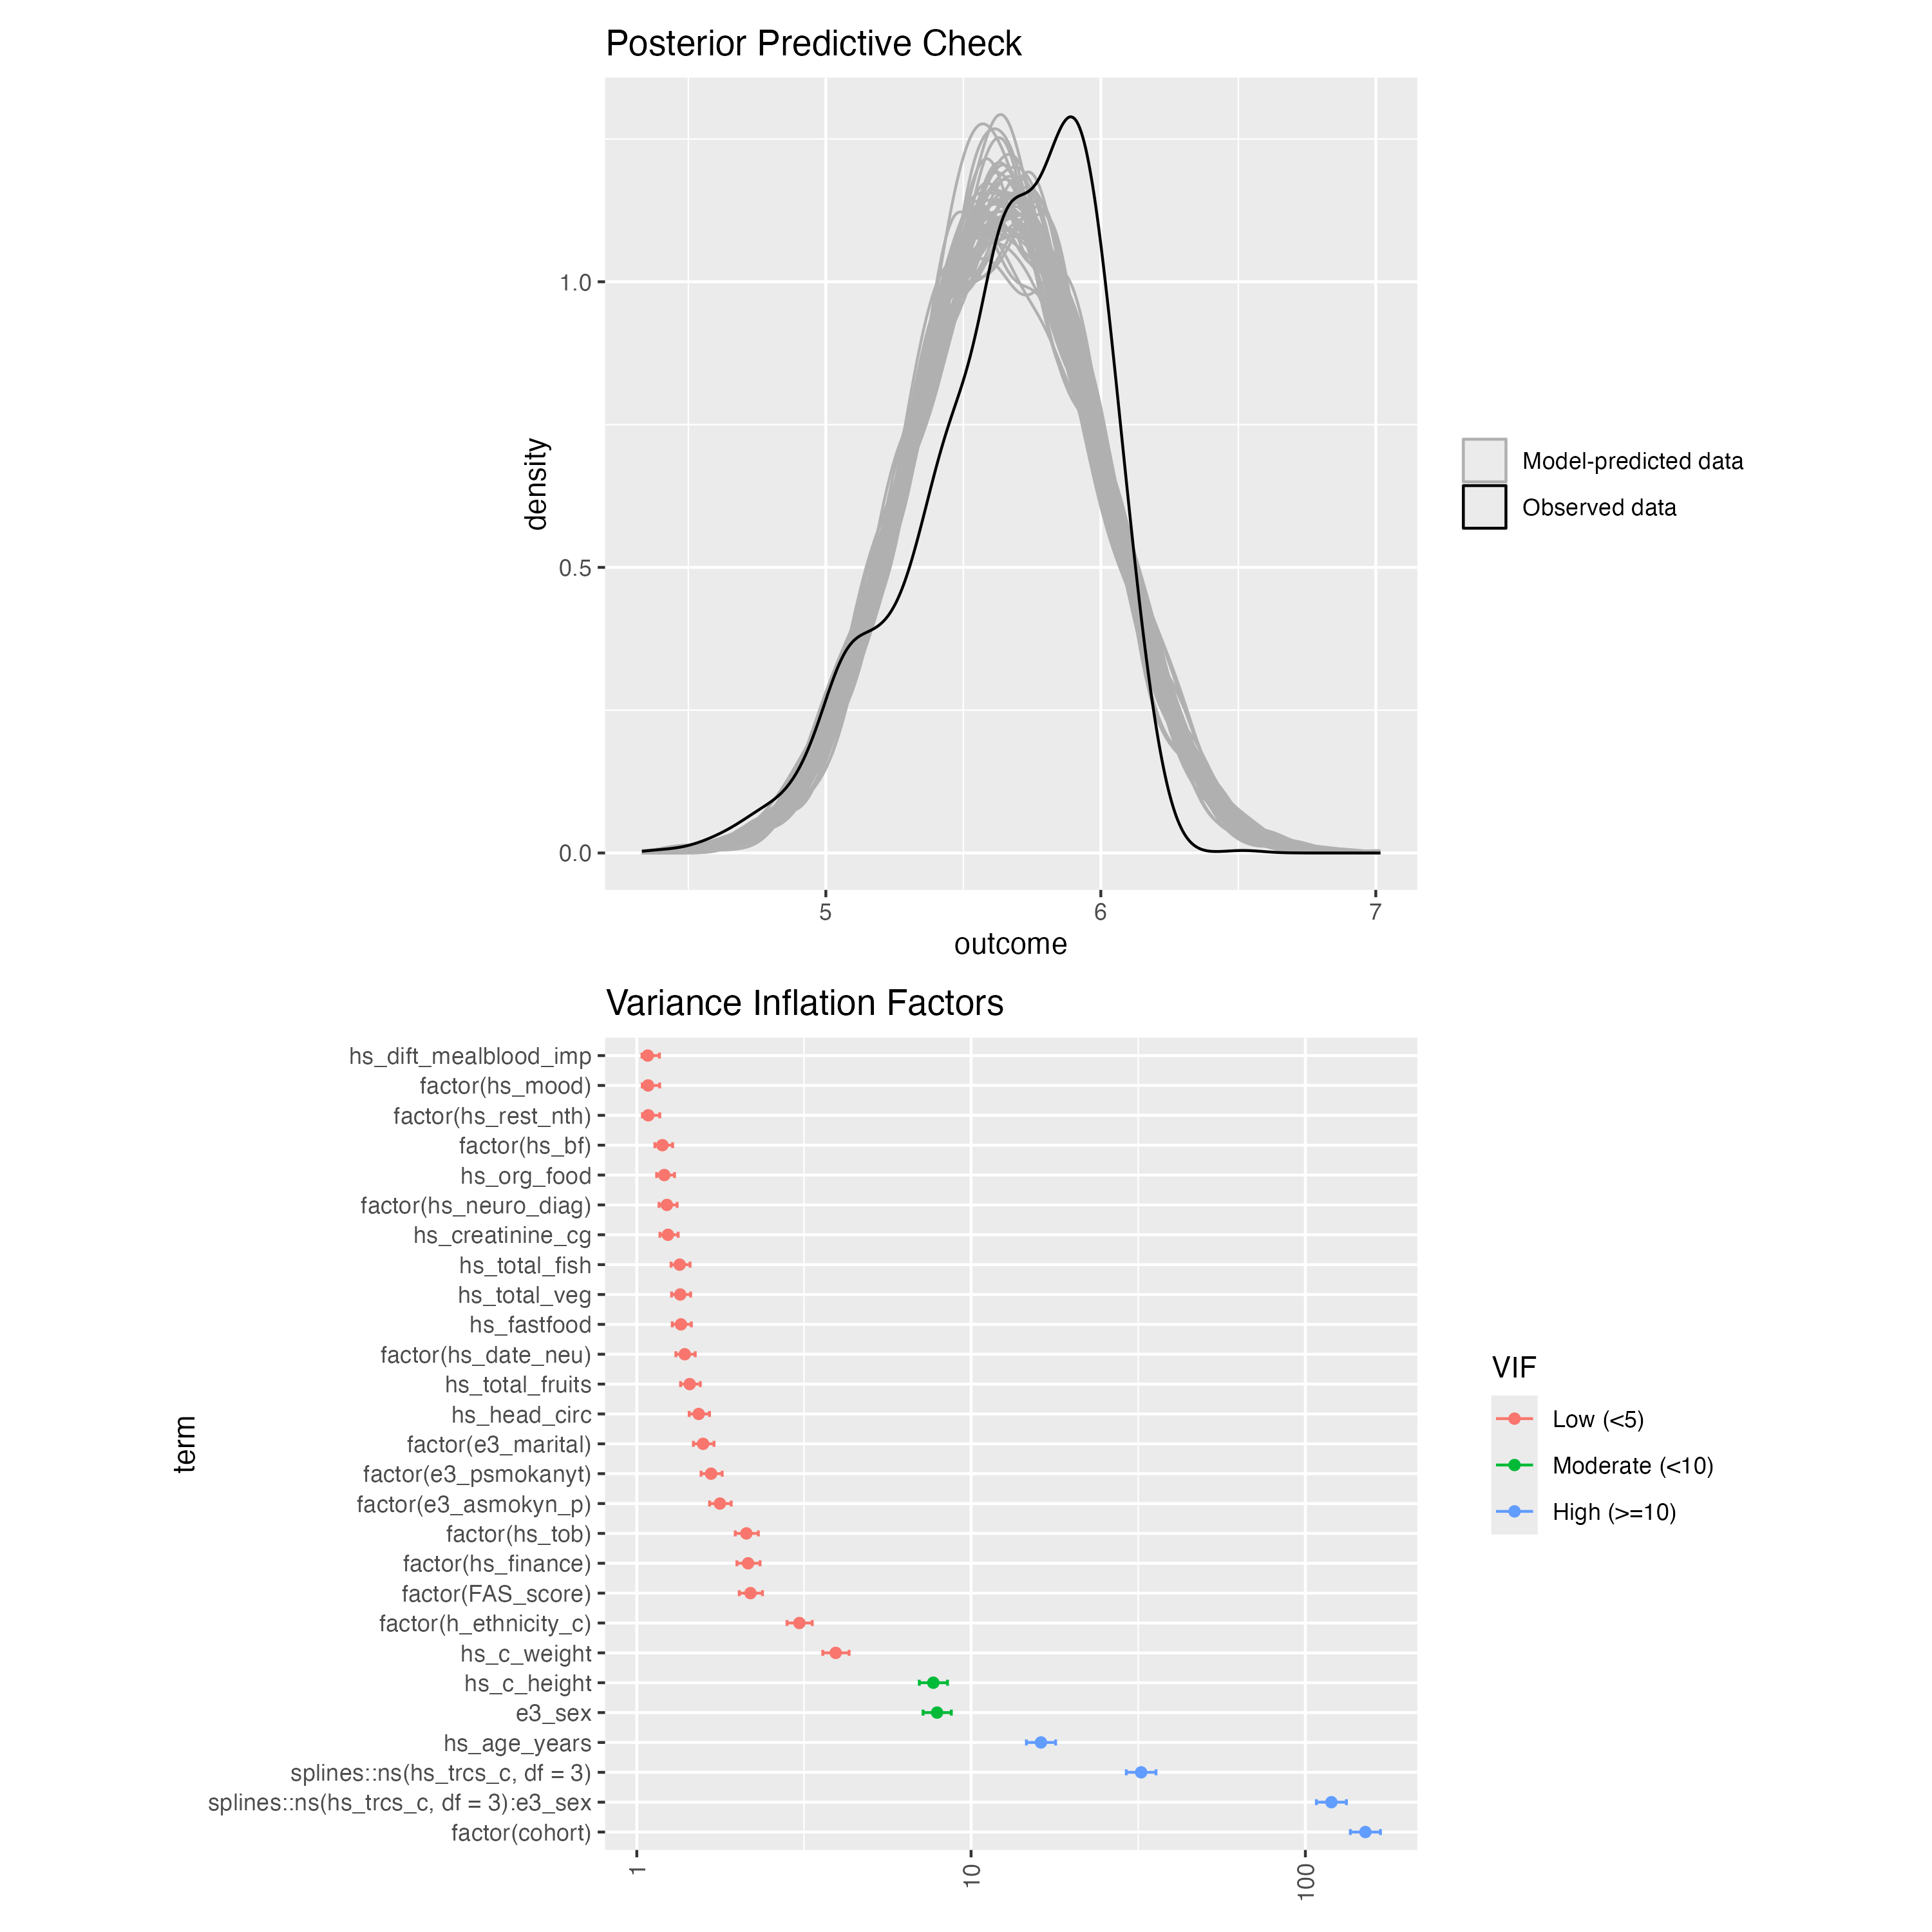 Posterior Predictive Check
density
1.0
0.5
0.0
5
6
7
outcome
Model-predicted data
Observed data
Variance Inflation Factors
term
hs_dift_mealblood_imp
factor(hs_mood)
factor(hs_rest_nth)
factor(hs_bf)
hs_org_food
factor(hs_neuro_diag)
hs_creatinine_cg
hs_total_fish
hs_total_veg
hs_fastfood
factor(hs_date_neu)
hs_total_fruits
hs_head_circ
factor(e3_marital)
factor(e3_psmokanyt)
factor(e3_asmokyn_p)
factor(hs_tob)
factor(hs_finance)
factor(FAS_score)
factor(h_ethnicity_c)
hs_c_weight
hs_c_height
e3_sex
hs_age_years
splines::ns(hs_trcs_c, df = 3)
splines::ns(hs_trcs_c, df = 3):e3_sex
factor(cohort)
1
10
100
VIF
Low (<5)
Moderate (<10)
High (>=10)